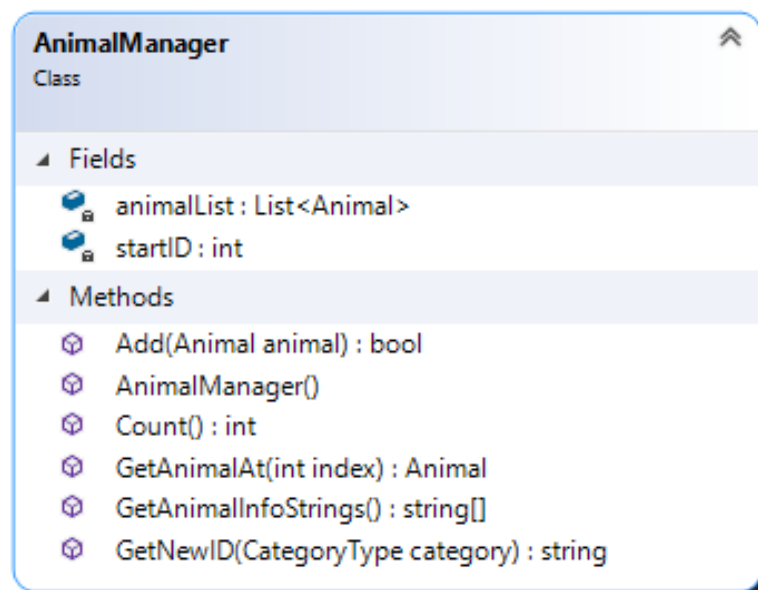 AnimalManager
Class
Fields
animalList : List<Animal>
startID : int
Methods
Add(Animal animal) : bool
AnimalManager()
Count() : int
GetAnimalAt(int index) : Animal
GetAnimalInfoStrings() : string[]
GetNewID(CategoryType category) : string